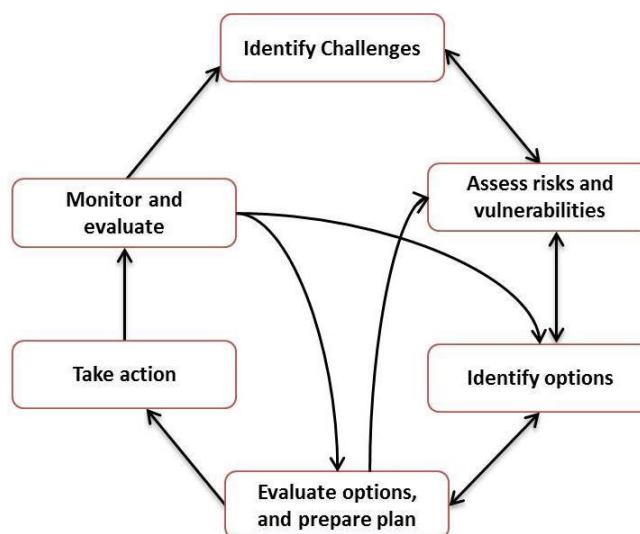 Identify Challenges
Assess risks and
vulnerabilities
Identify options
Evaluate options,
and prepare plan
Take action
Monitor and
evaluate